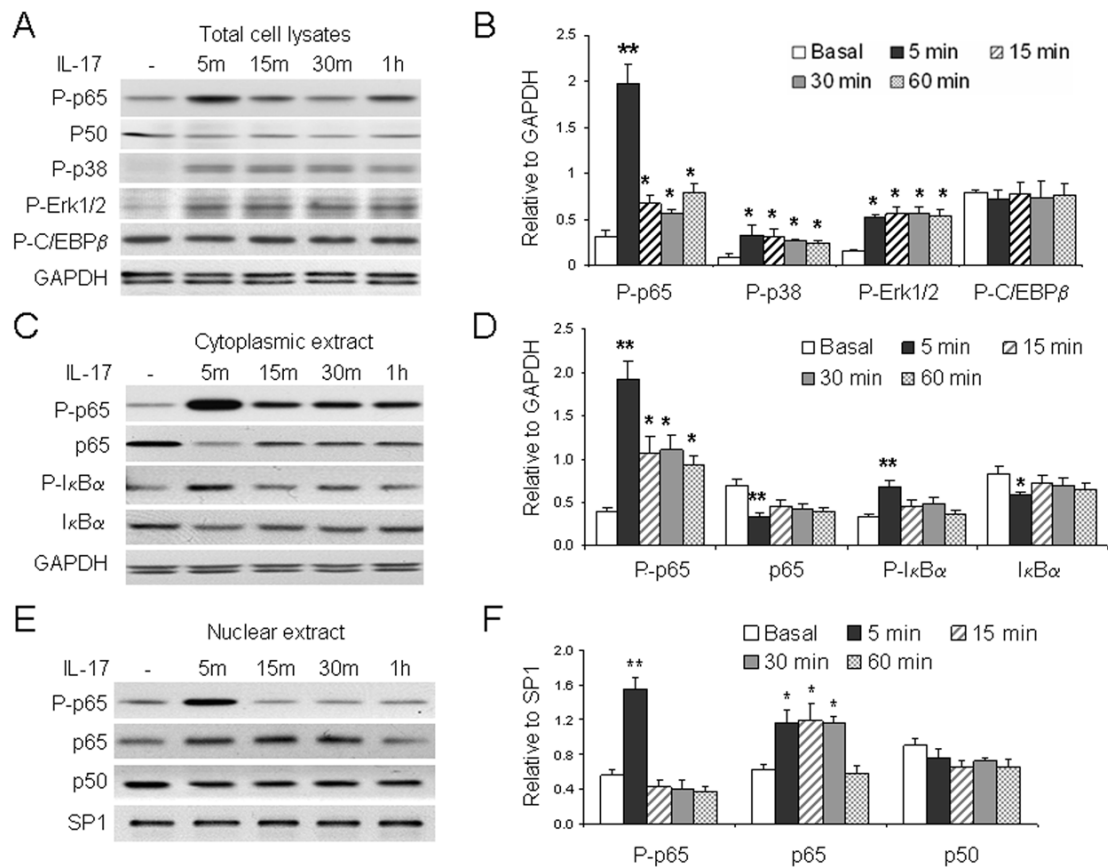 A
Total cell lysates
IL-17 - 5m 15m 30m 1h
P-p65
P50
P-p38
P-Erk1/2
P-C/EBPβ
GAPDH
B
Basal 5 min 15 min
30 min 60 min
Relative to GAPDH
2.5
2
1.5
1
0.5
0
**
* * *
* * * *
* * * *
P-p65 P-p38 P-Erk1/2 P-C/EBPβ
C
Cytoplasmic extract
IL-17 - 5m 15m 30m 1h
P-p65
p65
P-IκBα
IκBα
GAPDH
D
Basal 5 min 15 min
30 min 60 min
Relative to GAPDH
2.5
2.0
1.5
1.0
0.5
0.0
**
* * *
**
**
*
P-p65 p65 P-IκBα IκBα
E
Nuclear extract
IL-17 - 5m 15m 30m 1h
P-p65
p65
p50
SP1
F
Basal 5 min 15 min
30 min 60 min
Relative to SP1
2.0
1.6
1.2
0.8
0.4
0.0
**
* * *
P-p65 p65 p50